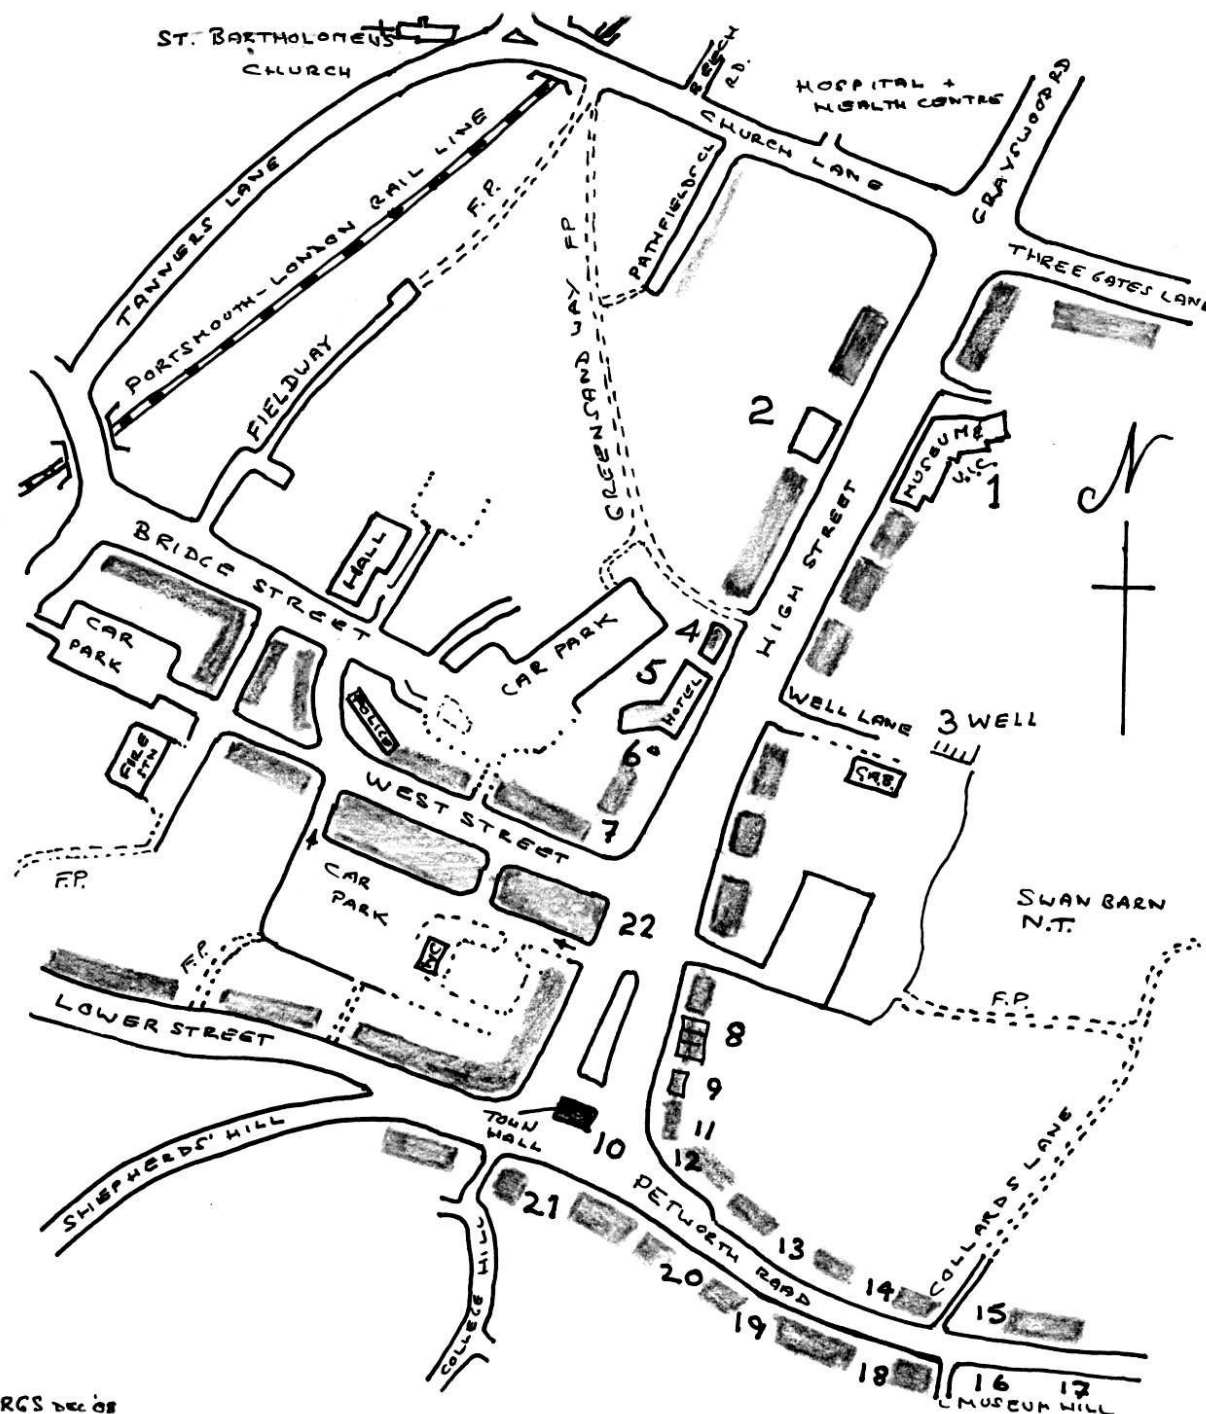 ST. BARTHOLOMEWS
CHURCH
BEECH
RD.
HOSPITAL +
HEALTH CENTRE
GRAYSWOOD RD
CHURCH LANE
THREE GATES LANE
TANNERS LANE
PORTSMOUTH-LONDON RAIL LINE
F.P.
GREENSAND WAY FP
PATHFIELDS CL
FIELDWAY
2
MUSEUM &
1
N
HIGH STREET
BRIDGE STREET
HALL
CAR
PARK
CAR PARK
4
5
HOTEL
6
7
WELL LANE
3 WELL
POLICE
FIRE
STN
WEST STREET
F.P.
CAR
PARK
WC
22
SWAN BARN
N.T.
F.P.
F.P.
LOWER STREET
8
9
11
12
TOWN
HALL
10
SHEPHERDS' HILL
COLLEGE HILL
21
PETWORTH ROAD
COLLARDS LANE
13
14
15
20
19
18
16
17
MUSEUM HILL
RGS DEC '08